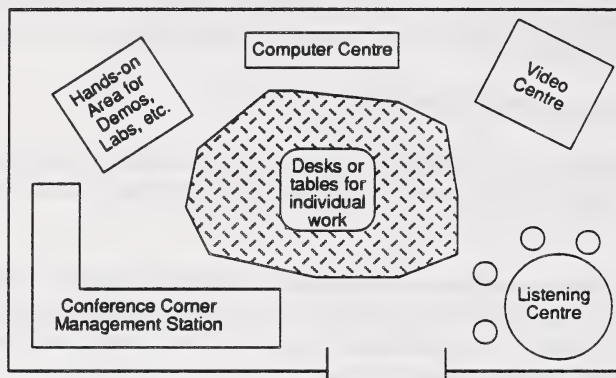 Computer Centre
Hands-on
Area for
Demos,
Labs, etc.
Video
Centre
Desks or
tables for
individual
work
Conference Corner
Management Station
Listening
Centre